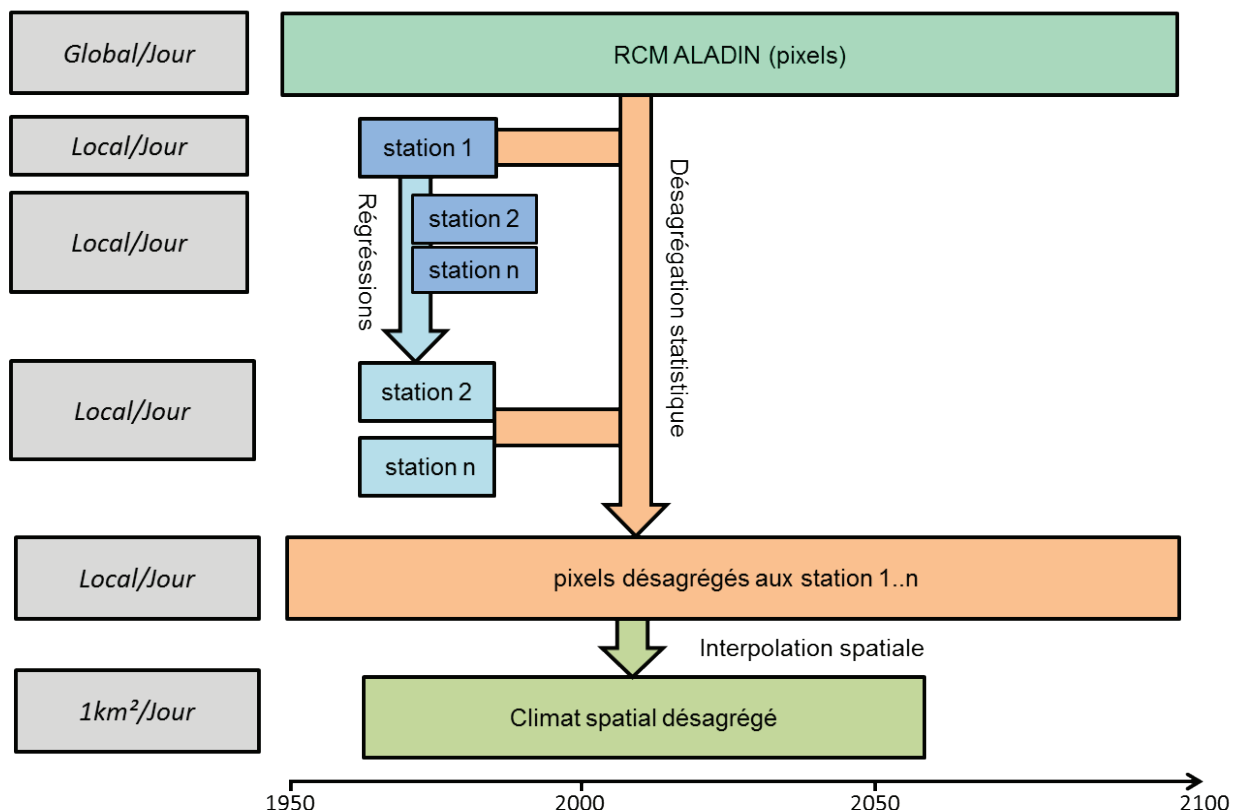 Global/Jour
RCM ALADIN (pixels)
Local/Jour
station 1
Local/Jour
Régréssions
station 2
station n
Désagrégation statistique
Local/Jour
station 2
station n
Local/Jour
pixels désagrégés aux station 1..n
Interpolation spatiale
1km²/Jour
Climat spatial désagrégé
1950
2000
2050
2100